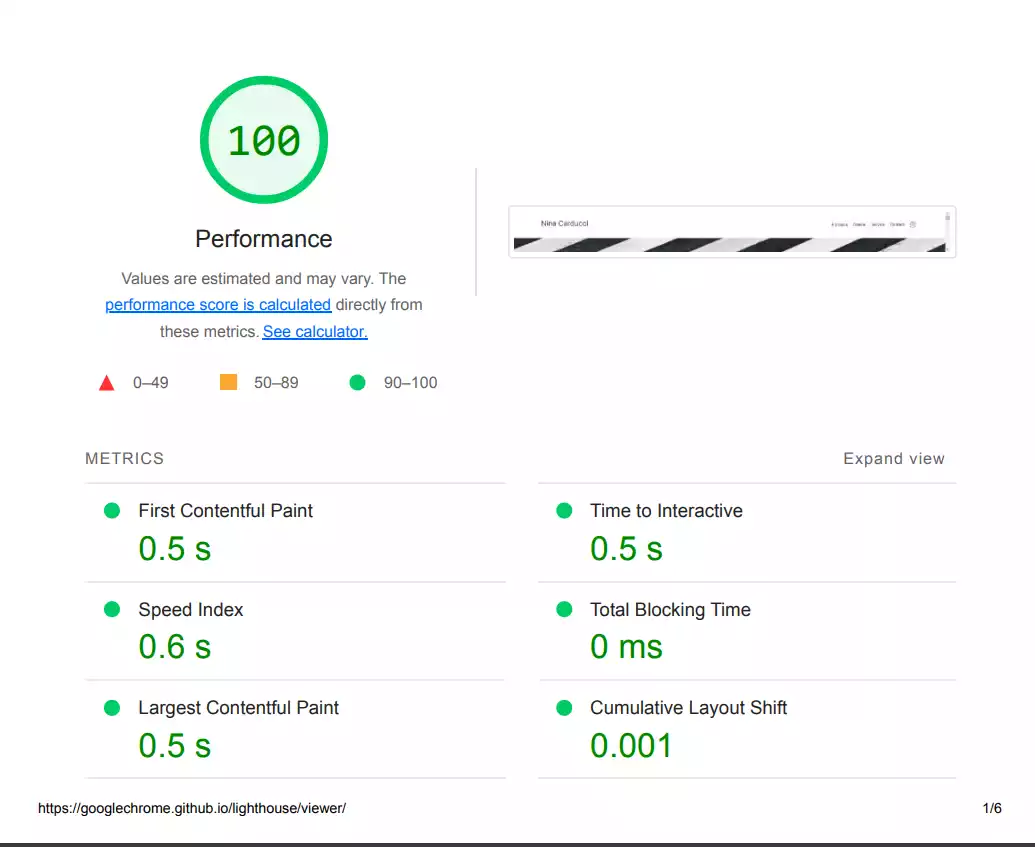 100
Performance
Values are estimated and may vary. The
performance score is calculated directly from
these metrics. See calculator.
0–49 50–89 90–100
Nina Carducci
METRICS Expand view
First Contentful Paint
0.5 s
Time to Interactive
0.5 s
Speed Index
0.6 s
Total Blocking Time
0 ms
Largest Contentful Paint
0.5 s
Cumulative Layout Shift
0.001
https://googlechrome.github.io/lighthouse/viewer/ 1/6